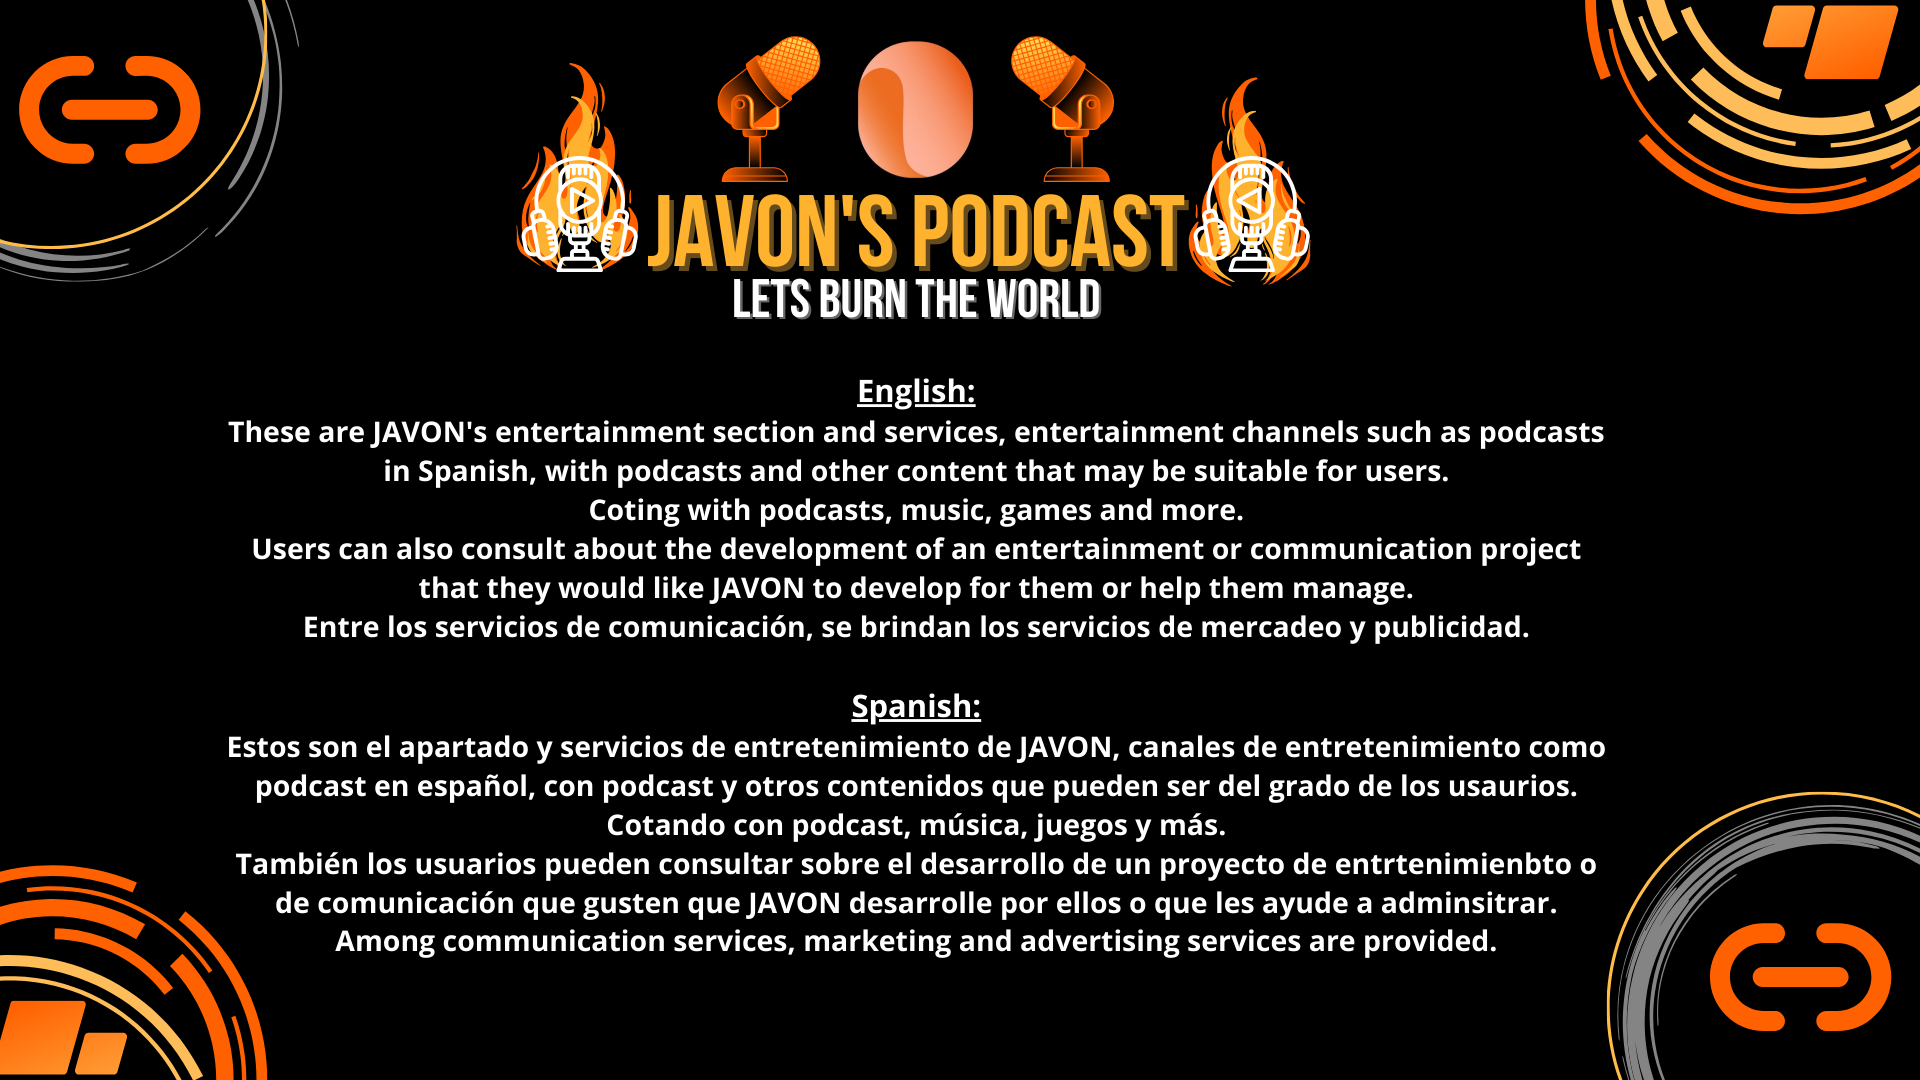 JAVON'S PODCAST
LETS BURN THE WORLD
English:
These are JAVON's entertainment section and services, entertainment channels such as podcasts
in Spanish, with podcasts and other content that may be suitable for users.
Coting with podcasts, music, games and more.
Users can also consult about the development of an entertainment or communication project
that they would like JAVON to develop for them or help them manage.
Entre los servicios de comunicación, se brindan los servicios de mercadeo y publicidad.
Spanish:
Estos son el apartado y servicios de entretenimiento de JAVON, canales de entretenimiento como
podcast en español, con podcast y otros contenidos que pueden ser del grado de los usaurios.
Cotando con podcast, música, juegos y más.
También los usuarios pueden consultar sobre el desarrollo de un proyecto de entrtenimienbto o
de comunicación que gusten que JAVON desarrolle por ellos o que les ayude a adminsitrar.
Among communication services, marketing and advertising services are provided.